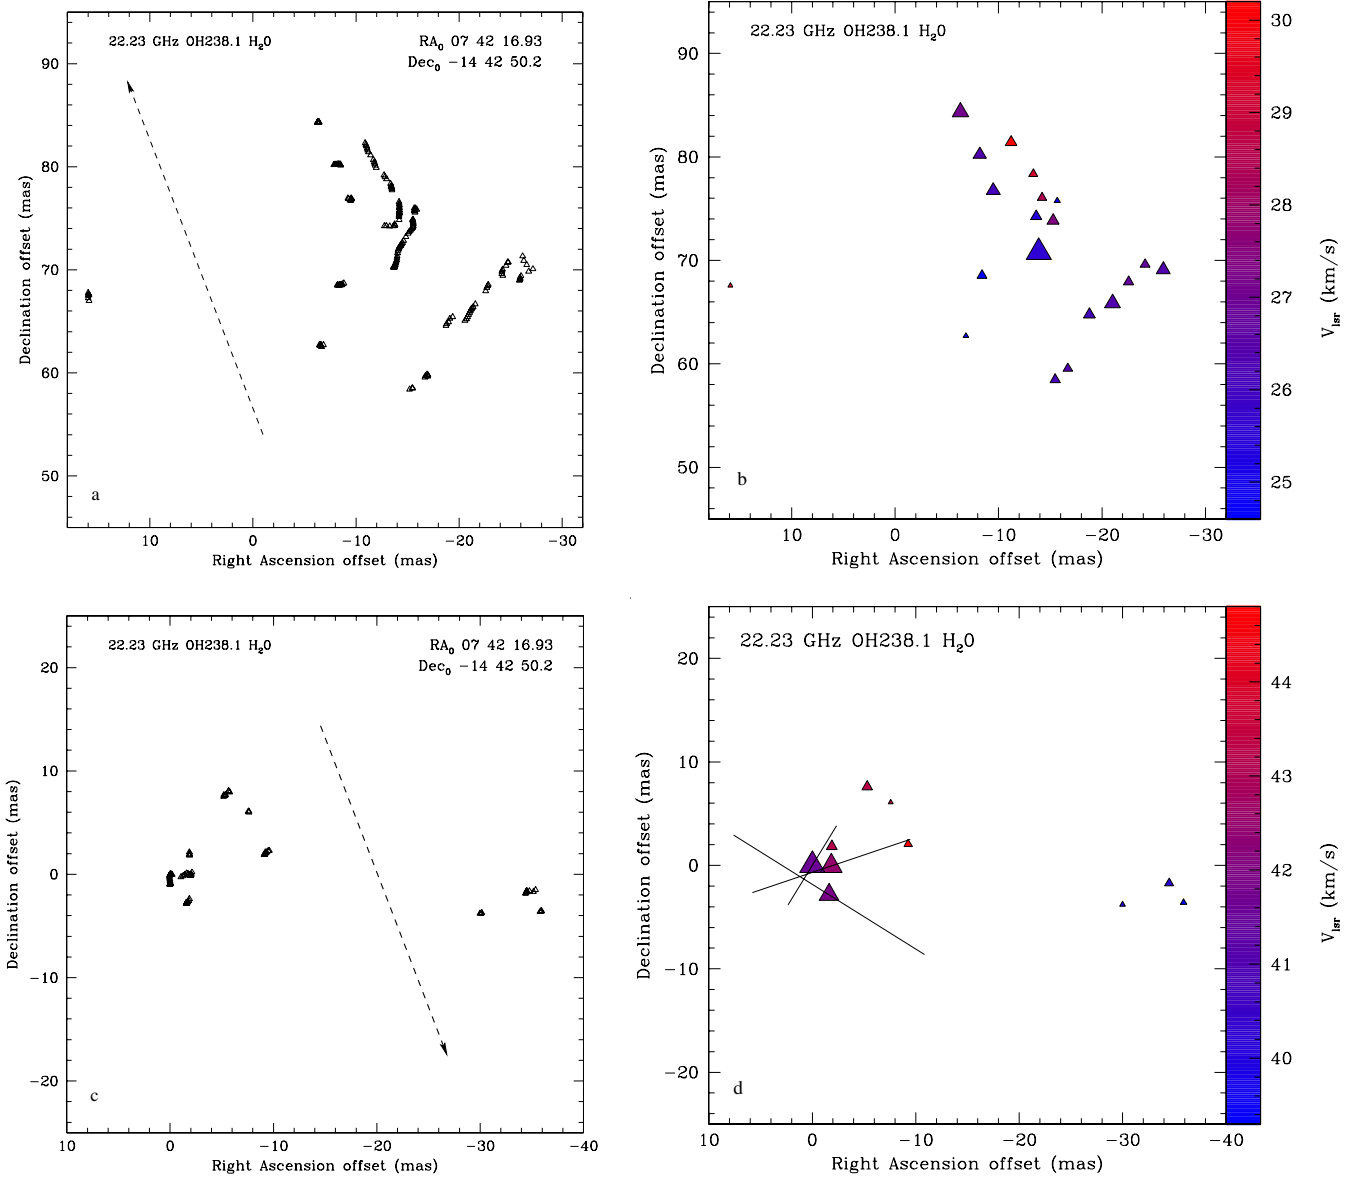 22.23 GHz OH238.1 H₂O
RA₀ 07 42 16.93
Dec₀ −14 42 50.2
90
80
70
60
50
10
0
−10
−20
−30
Declination offset (mas)
Right Ascension offset (mas)
a
22.23 GHz OH238.1 H₂O
90
80
70
60
50
10
0
−10
−20
−30
Declination offset (mas)
Right Ascension offset (mas)
b
30
29
28
27
26
25
V_lsr (km/s)
22.23 GHz OH238.1 H₂O
RA₀ 07 42 16.93
Dec₀ −14 42 50.2
20
10
0
−10
−20
10
0
−10
−20
−30
−40
Declination offset (mas)
Right Ascension offset (mas)
c
22.23 GHz OH238.1 H₂O
20
10
0
−10
−20
10
0
−10
−20
−30
−40
Declination offset (mas)
Right Ascension offset (mas)
d
44
43
42
41
40
V_lsr (km/s)